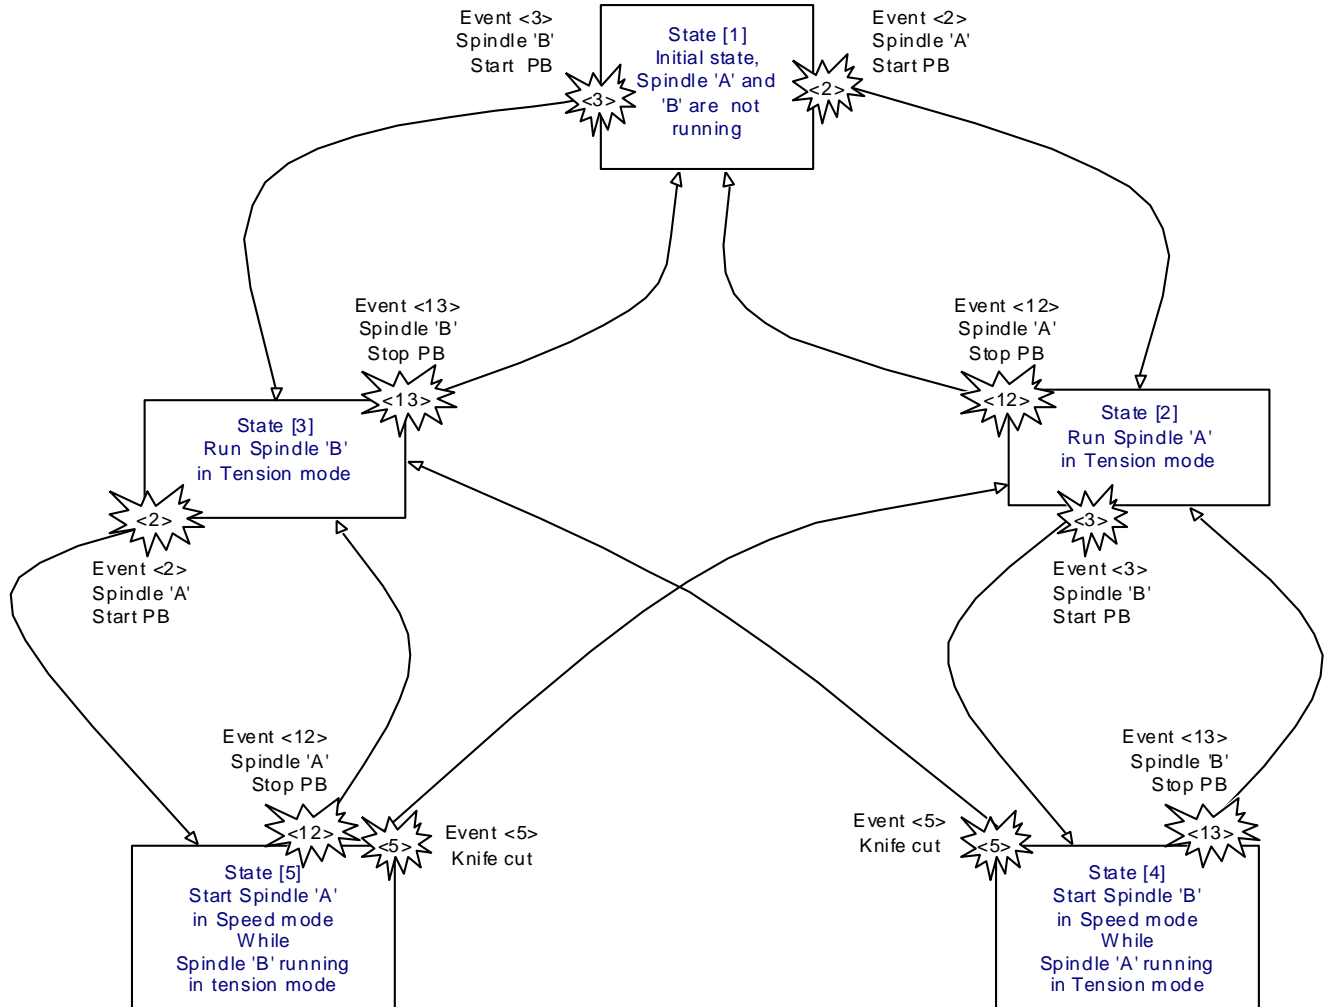 Event <3>
Spindle 'B'
Start PB
<3>
State [1]
Initial state,
Spindle 'A' and
'B' are not
running
<2>
Event <2>
Spindle 'A'
Start PB
Event <13>
Spindle 'B'
Stop PB
<13>
Event <12>
Spindle 'A'
Stop PB
<12>
State [3]
Run Spindle 'B'
in Tension mode
State [2]
Run Spindle 'A'
in Tension mode
<2>
Event <2>
Spindle 'A'
Start PB
<3>
Event <3>
Spindle 'B'
Start PB
Event <12>
Spindle 'A'
Stop PB
<12>
<5>
Event <5>
Knife cut
Event <5>
Knife cut
<5>
Event <13>
Spindle 'B'
Stop PB
<13>
State [5]
Start Spindle 'A'
in Speed mode
While
Spindle 'B' running
in tension mode
State [4]
Start Spindle 'B'
in Speed mode
While
Spindle 'A' running
in Tension mode